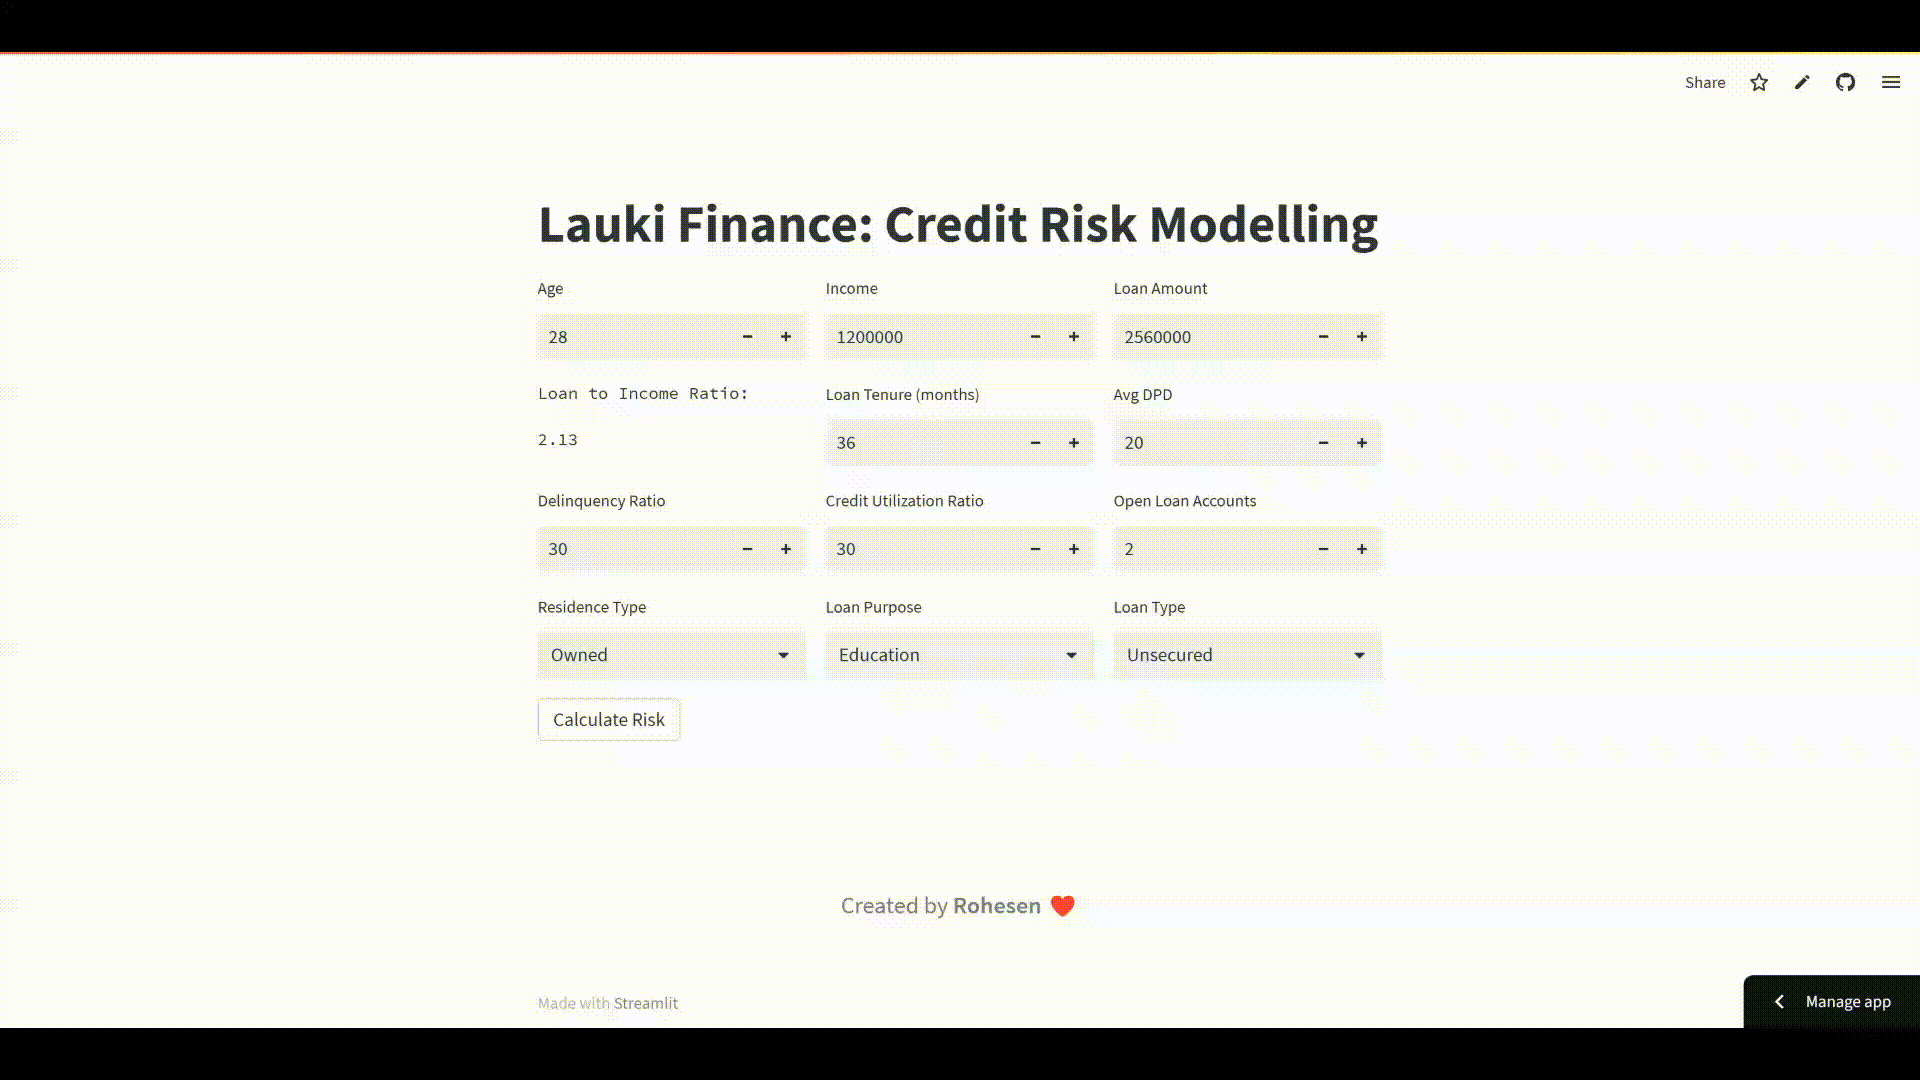 Share
Lauki Finance: Credit Risk Modelling
Age Income Loan Amount
28 - + 1200000 - + 2560000 - +
Loan to Income Ratio: Loan Tenure (months) Avg DPD
2.13 36 - + 20 - +
Delinquency Ratio Credit Utilization Ratio Open Loan Accounts
30 - + 30 - + 2 - +
Residence Type Loan Purpose Loan Type
Owned Education Unsecured
Calculate Risk
Created by Rohesen ❤️
Made with Streamlit
< Manage app